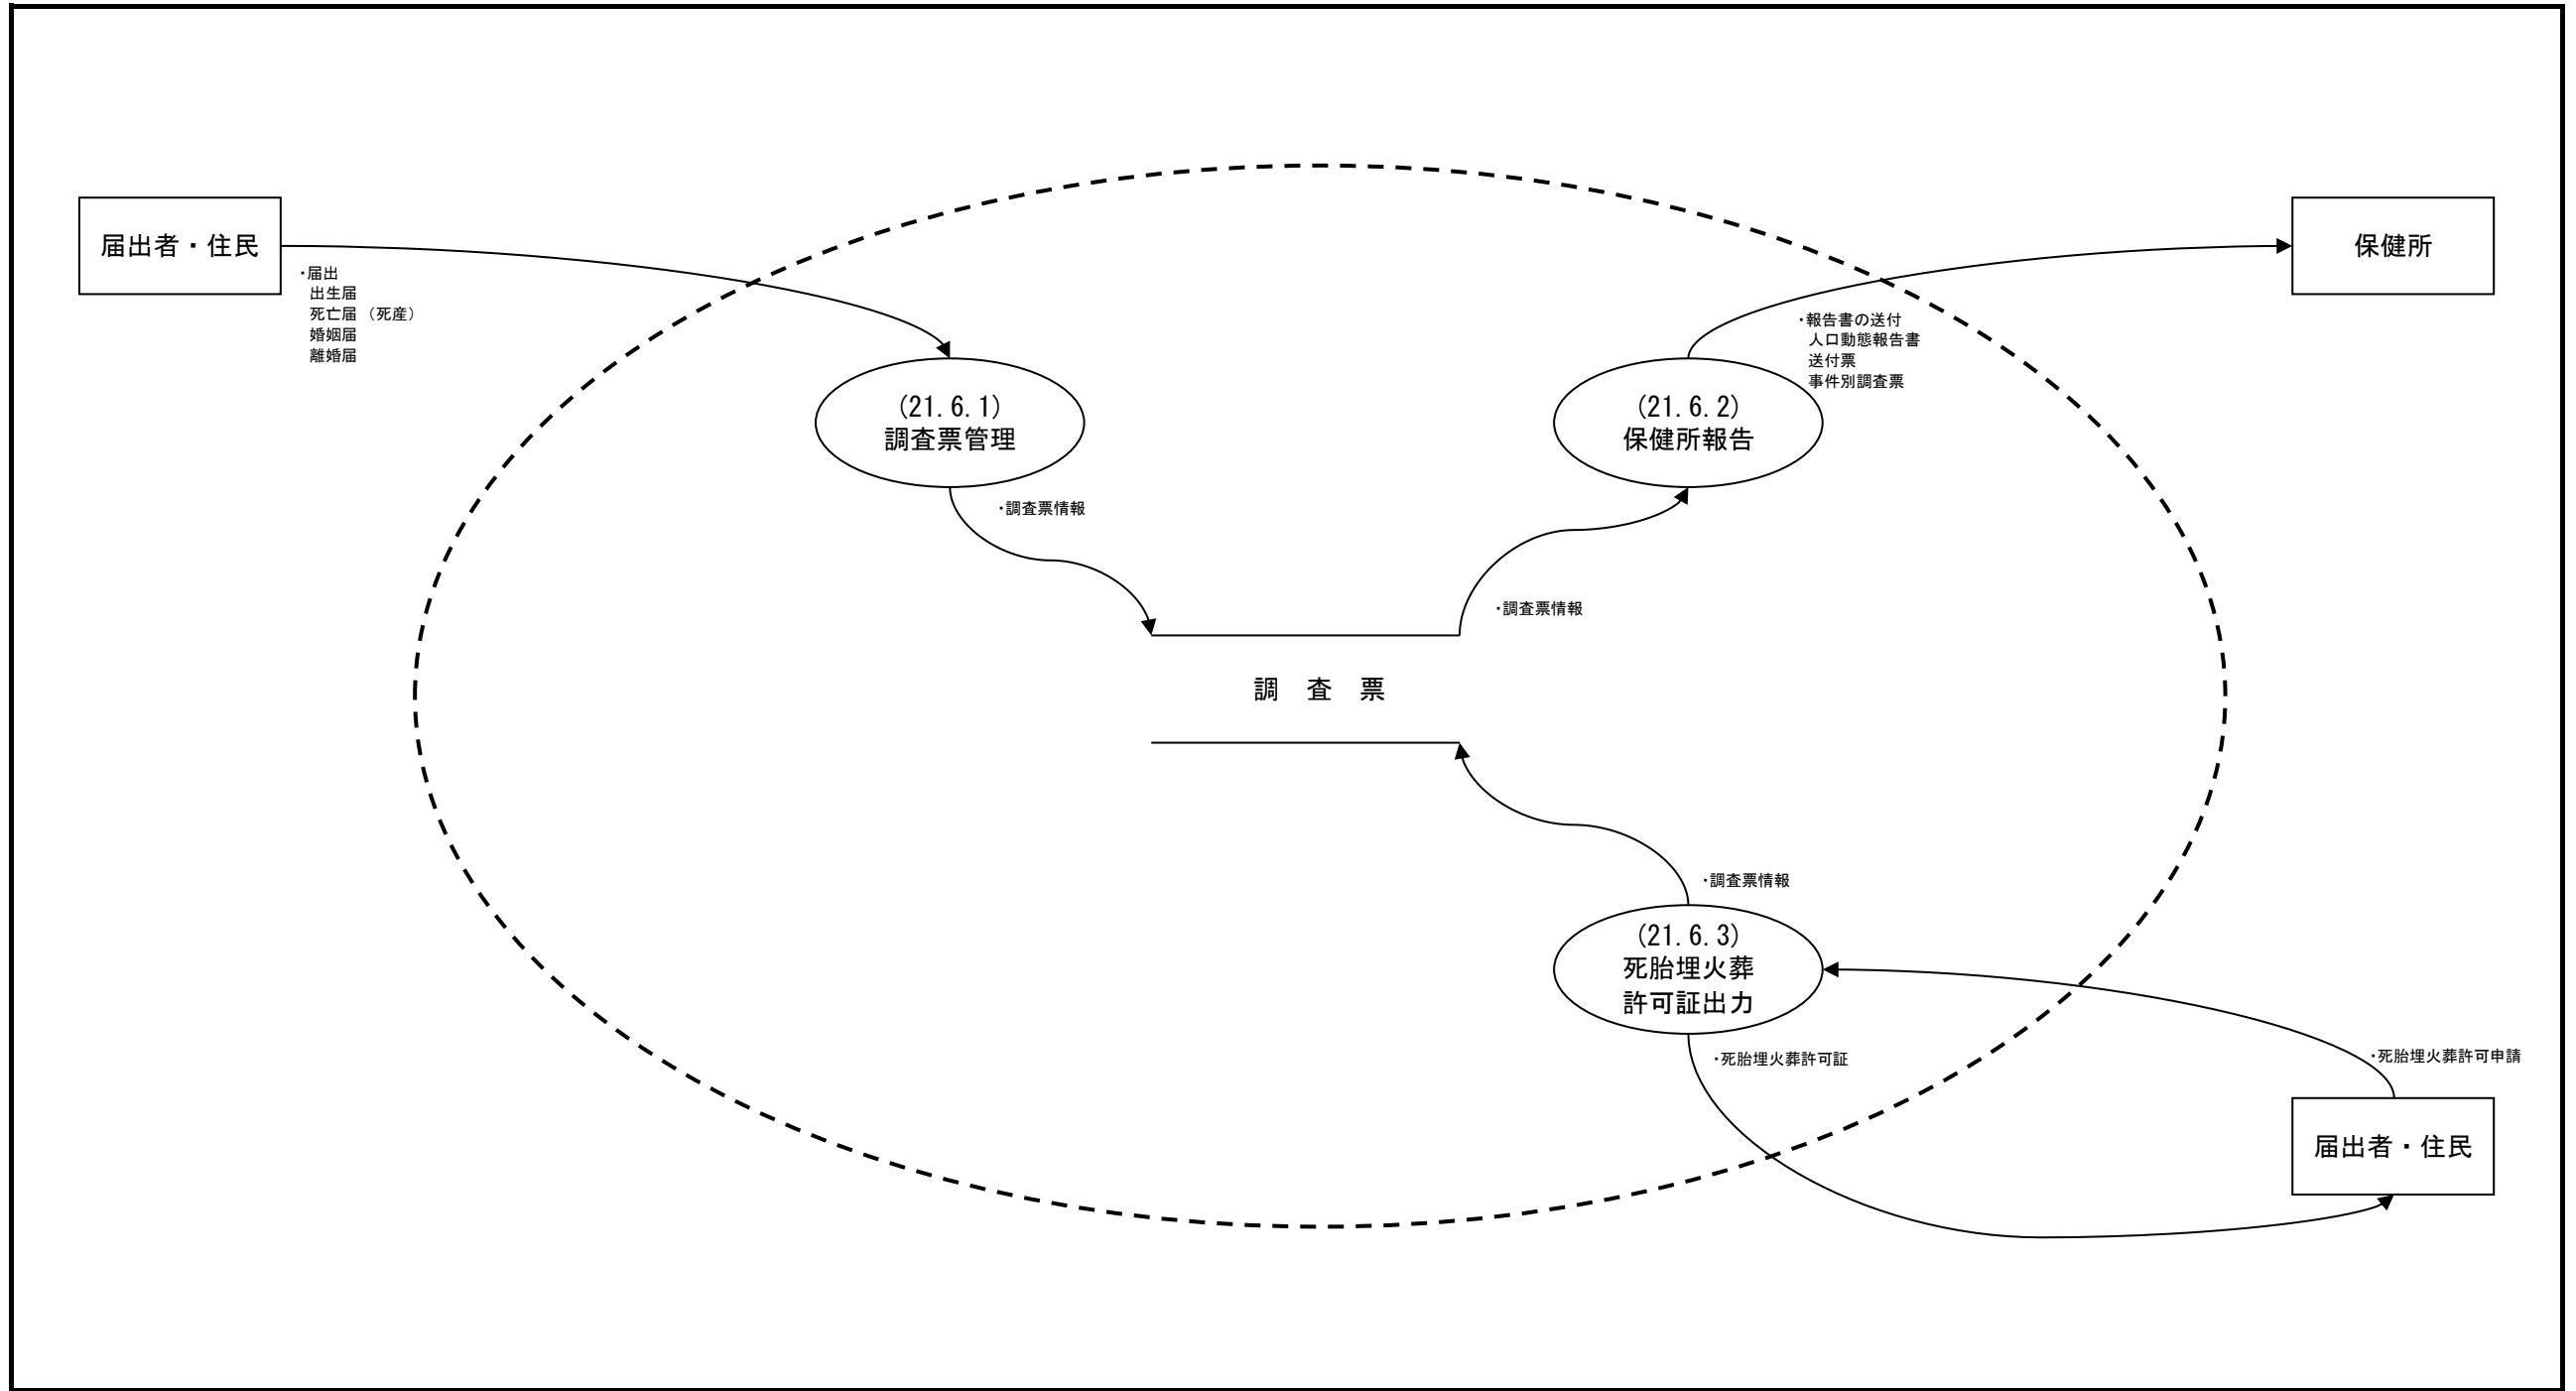 届出者・住民
・届出
出生届
死亡届（死産）
婚姻届
離婚届
保健所
・報告書の送付
人口動態報告書
送付票
事件別調査票
(21.6.1)
調査票管理
(21.6.2)
保健所報告
・調査票情報
・調査票情報
調　査　票
・調査票情報
(21.6.3)
死胎埋火葬
許可証出力
・死胎埋火葬許可証
・死胎埋火葬許可申請
届出者・住民